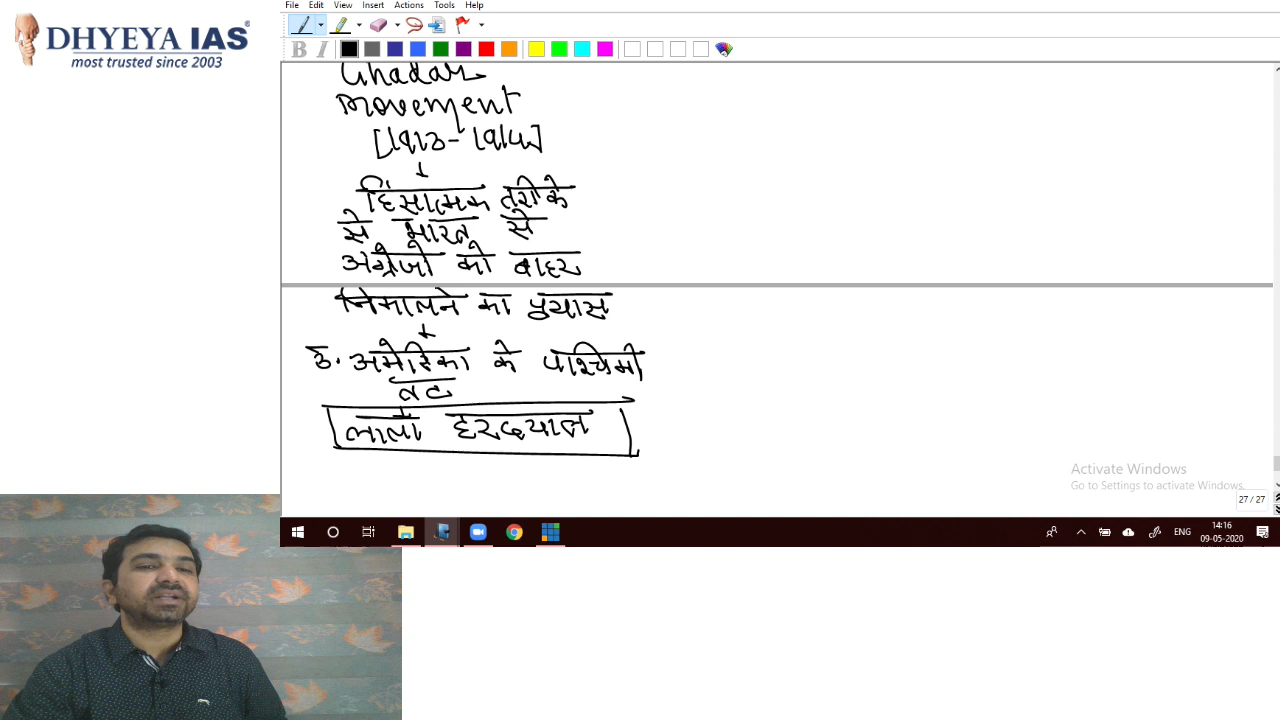 DHYEYA IAS®
most trusted since 2003
File Edit View Insert Actions Tools Help
B I
Ghadar
Movement
[1913-1914]
हिंसात्मक तरीके
से भारत से
अंग्रेजो को बाहर
निकालने का प्रयास
उ. अमेरिका के पश्चिमी
तट
लाला हरदयाल
Activate Windows
Go to Settings to activate Windows.
27 / 27
ENG
14:16
09-05-2020